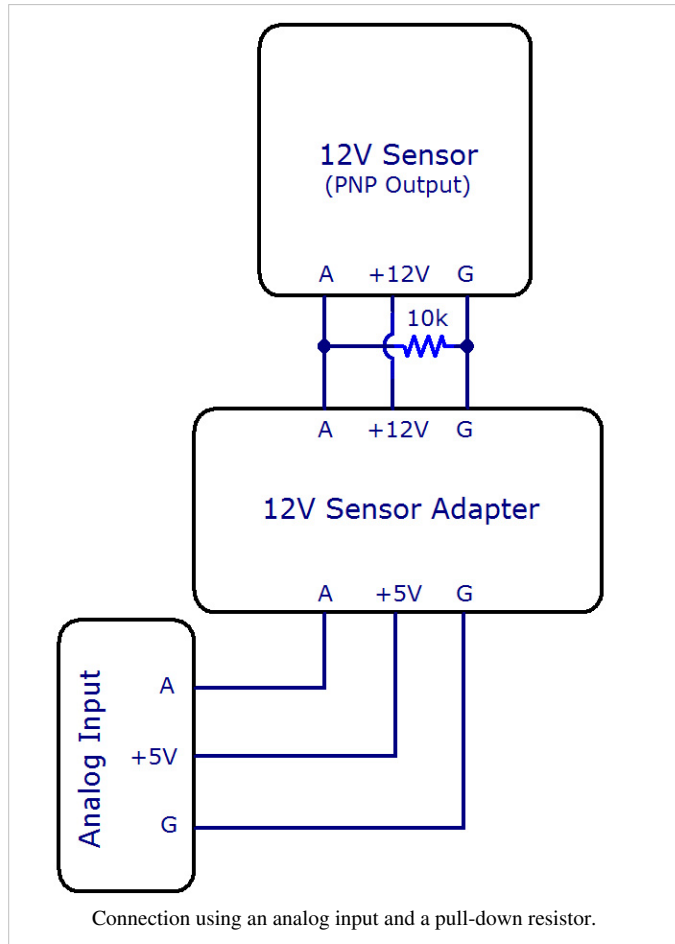 12V Sensor
(PNP Output)
A +12V G
10k
A +12V G
12V Sensor Adapter
A +5V G
Analog Input
A
+5V
G
Connection using an analog input and a pull-down resistor.